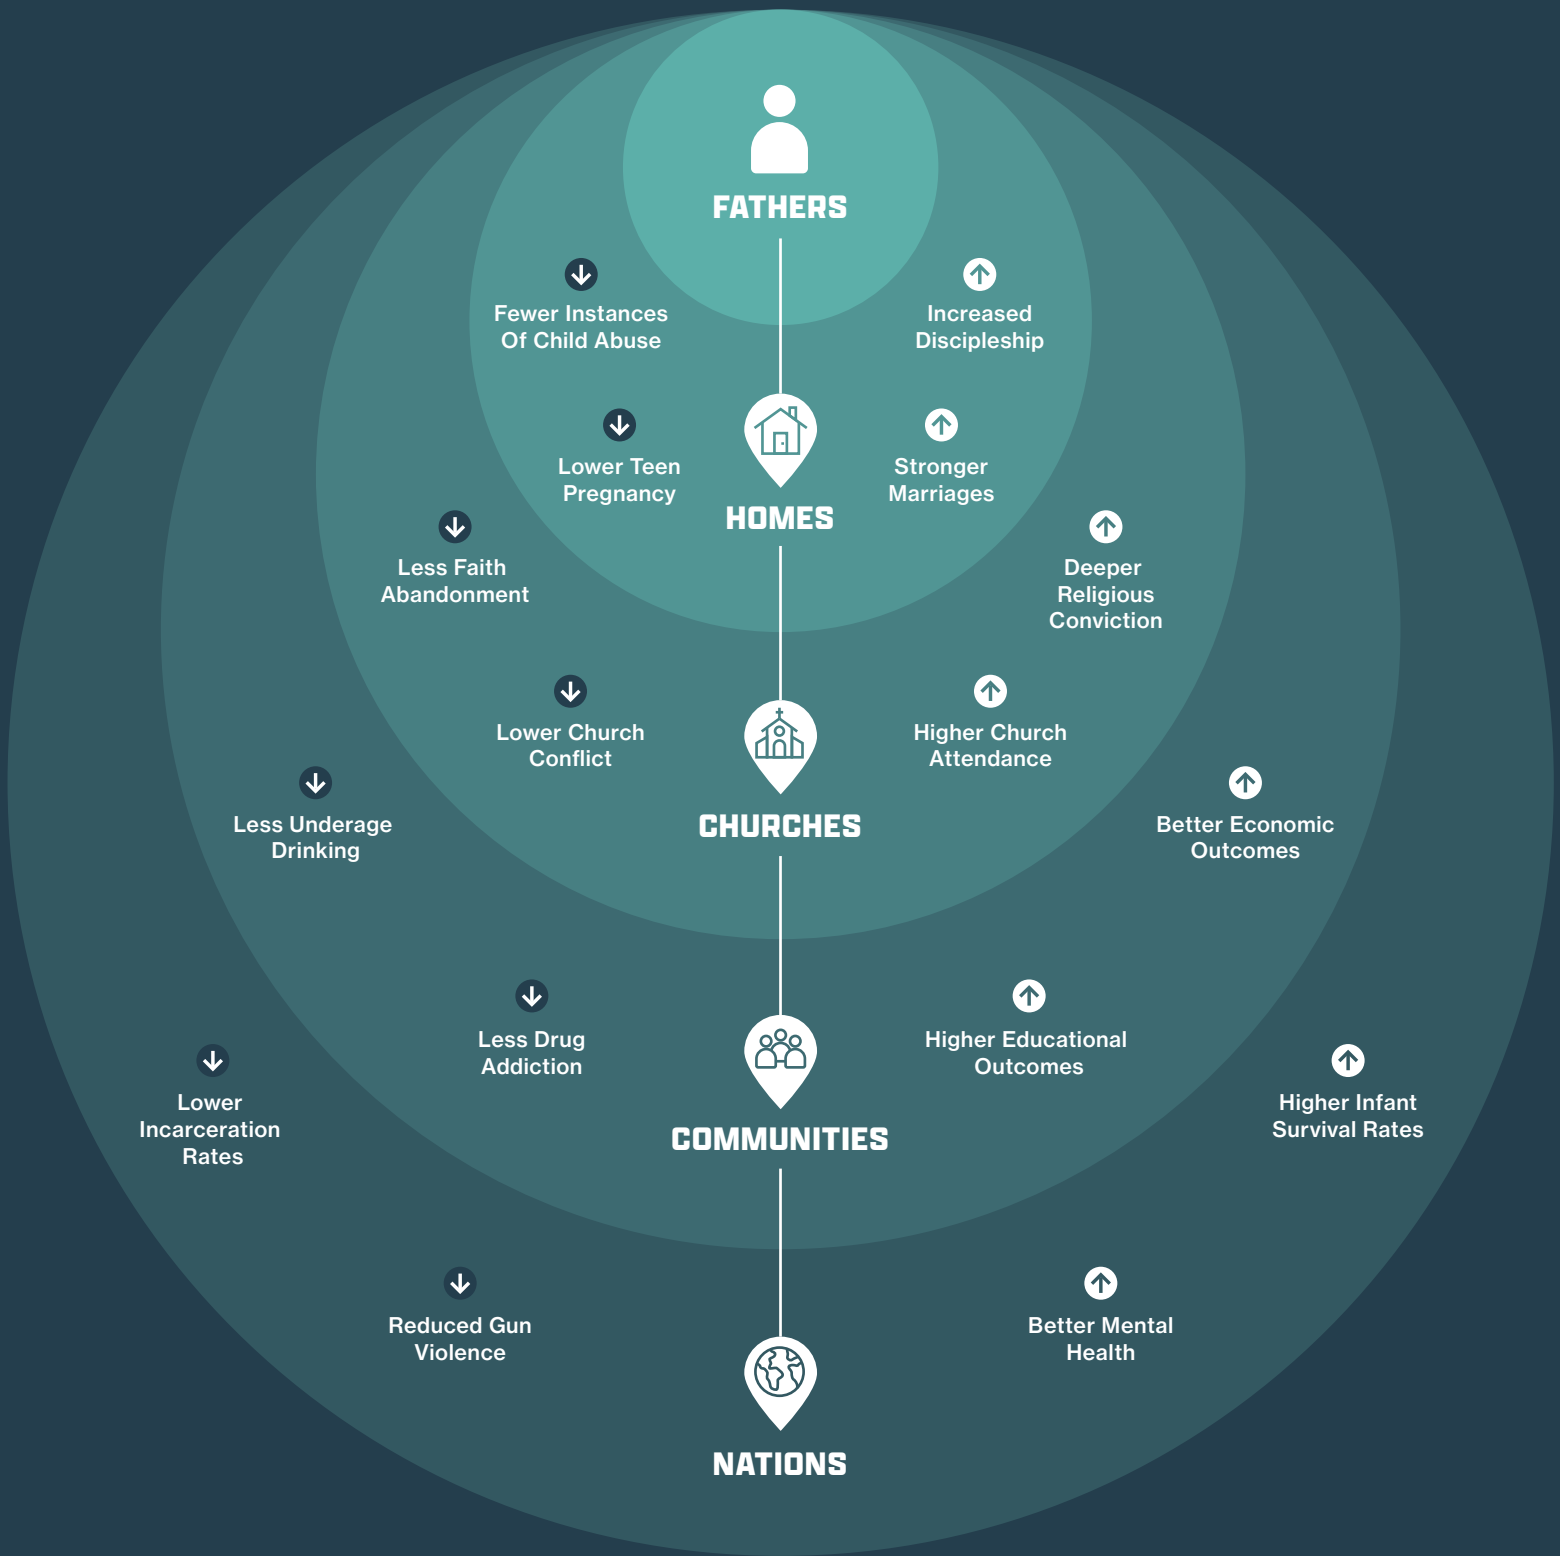 FATHERS
Fewer Instances
Of Child Abuse
Increased
Discipleship
Lower Teen
Pregnancy
Stronger
Marriages
HOMES
Less Faith
Abandonment
Deeper
Religious
Conviction
Lower Church
Conflict
Higher Church
Attendance
CHURCHES
Less Underage
Drinking
Better Economic
Outcomes
Less Drug
Addiction
Higher Educational
Outcomes
COMMUNITIES
Lower
Incarceration
Rates
Higher Infant
Survival Rates
Reduced Gun
Violence
Better Mental
Health
NATIONS